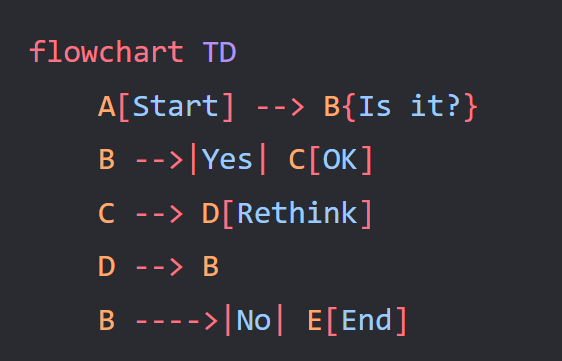 flowchart TD
    A[Start] --> B{Is it?}
    B -->|Yes| C[OK]
    C --> D[Rethink]
    D --> B
    B ---->|No| E[End]